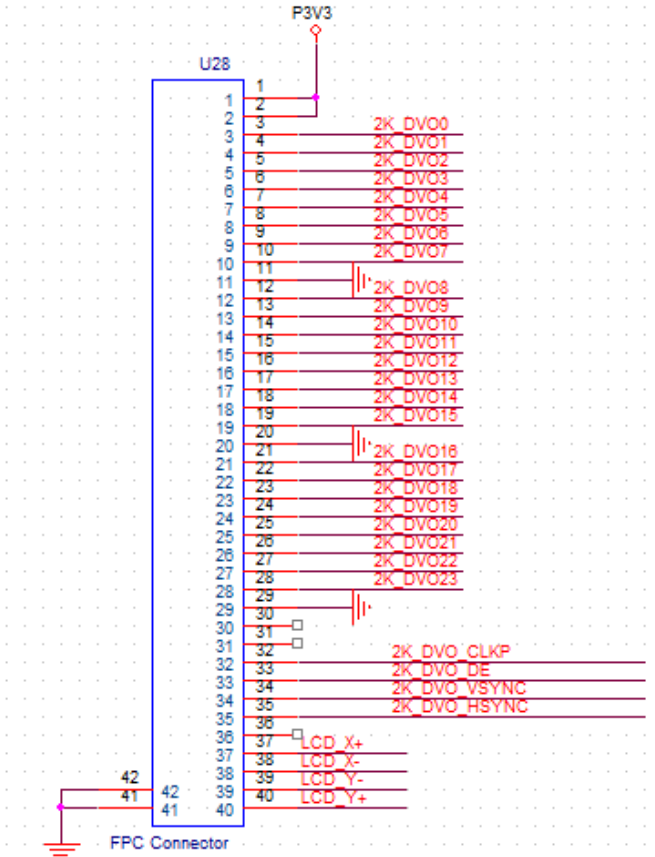 P3V3
U28
1
1 2
2 3 2K_DVO0
3 4 2K_DVO1
4 5 2K_DVO2
5 6 2K_DVO3
6 7 2K_DVO4
7 8 2K_DVO5
8 9 2K_DVO6
9 10 2K_DVO7
10 11
11 12 2K_DVO8
12 13 2K_DVO9
13 14 2K_DVO10
14 15 2K_DVO11
15 16 2K_DVO12
16 17 2K_DVO13
17 18 2K_DVO14
18 19 2K_DVO15
19 20
20 21 2K_DVO16
21 22 2K_DVO17
22 23 2K_DVO18
23 24 2K_DVO19
24 25 2K_DVO20
25 26 2K_DVO21
26 27 2K_DVO22
27 28 2K_DVO23
28 29
29 30
30 31
31 32 2K_DVO_CLKP
32 33 2K_DVO_DE
33 34 2K_DVO_VSYNC
34 35 2K_DVO_HSYNC
35 36
36 37 LCD_X+
37 38 LCD_X-
42 38 39 LCD_Y-
41 42 39 40 LCD_Y+
41 40
FPC Connector